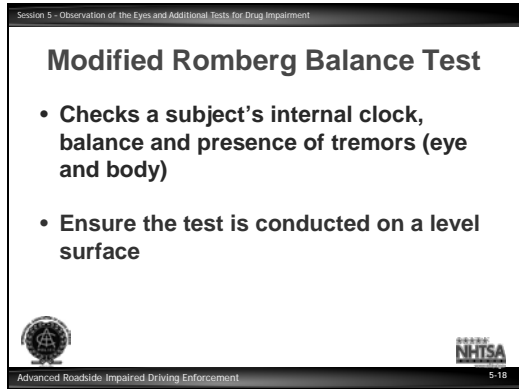 Session 5 - Observation of the Eyes and Additional Tests for Drug Impairment
Modified Romberg Balance Test
• Checks a subject's internal clock,
balance and presence of tremors (eye
and body)
• Ensure the test is conducted on a level
surface
NHTSA
Advanced Roadside Impaired Driving Enforcement
5-18